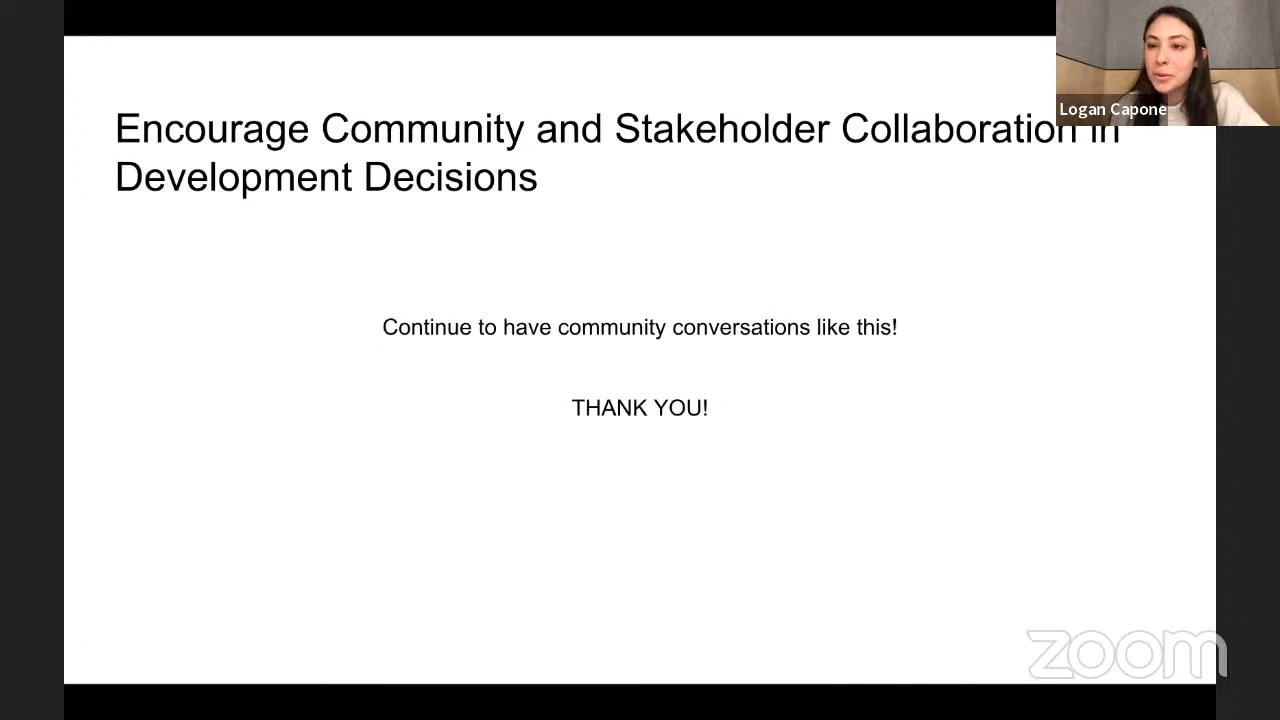 Encourage Community and Stakeholder Collaboration in
Development Decisions
Logan Capone
Continue to have community conversations like this!
THANK YOU!
zoom